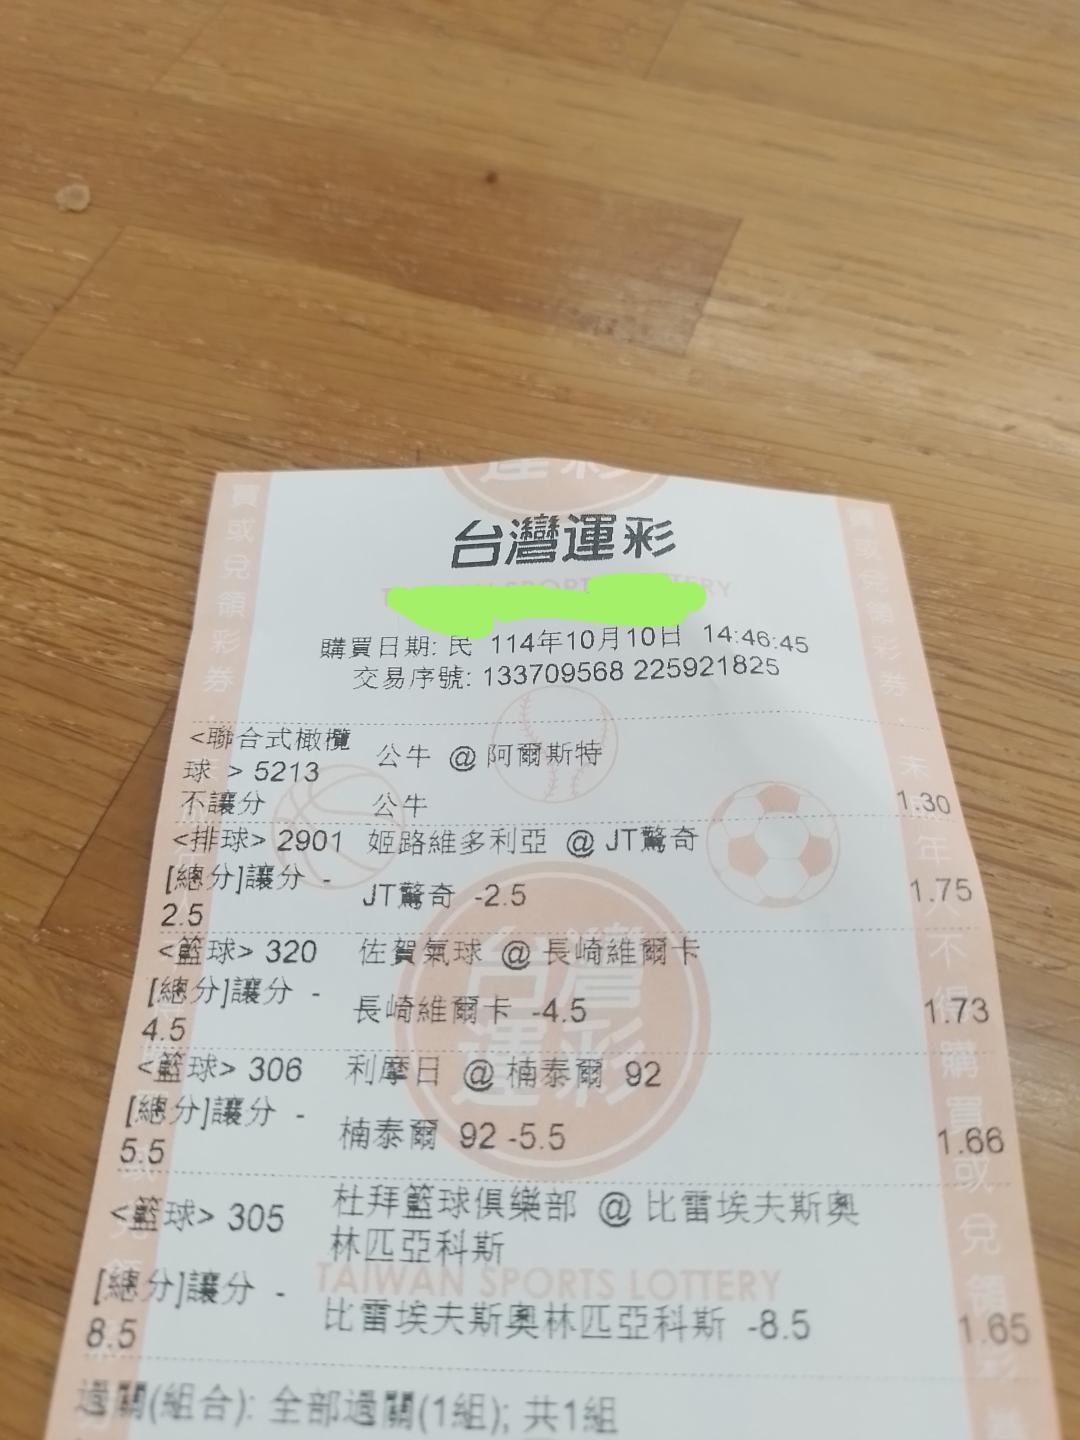 台灣運彩
購買日期: 民 114年10月10日 14:46:45
交易序號: 133709568 225921825
<聯合式橄欖球 > 5213 公牛 @ 阿爾斯特
不讓分 公牛 1.30
<排球> 2901 姬路維多利亞 @ JT驚奇
[總分]讓分 - 2.5 JT驚奇 -2.5 1.75
<籃球> 320 佐賀氣球 @ 長崎維爾卡
[總分]讓分 - 4.5 長崎維爾卡 -4.5 1.73
<籃球> 306 利摩日 @ 楠泰爾 92
[總分]讓分 - 5.5 楠泰爾 92 -5.5 1.66
<籃球> 305 杜拜籃球俱樂部 @ 比雷埃夫斯奧林匹亞科斯
[總分]讓分 - 8.5 比雷埃夫斯奧林匹亞科斯 -8.5 1.65
TAIWAN SPORTS LOTTERY
過關(組合): 全部過關(1組); 共1組